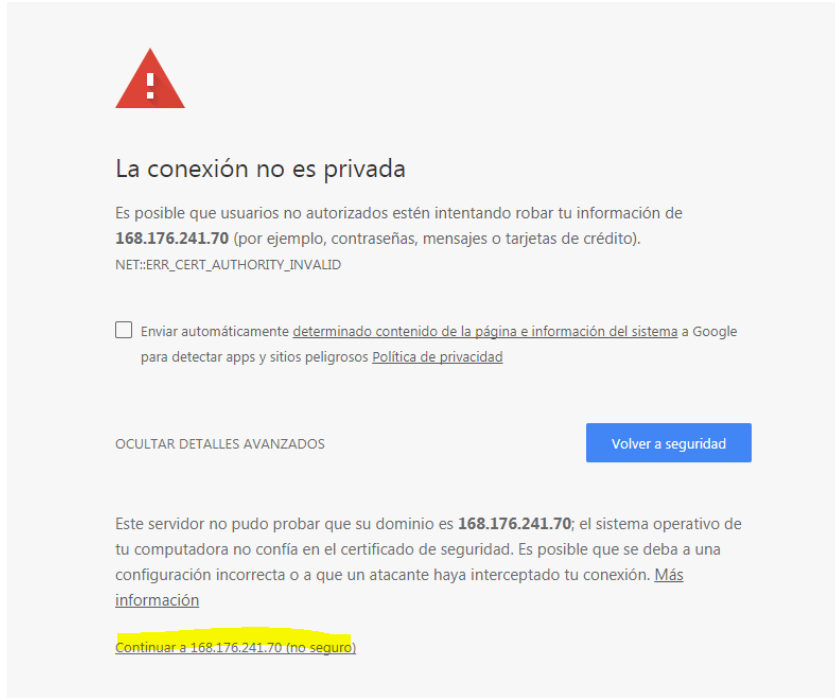 La conexión no es privada
Es posible que usuarios no autorizados estén intentando robar tu información de
168.176.241.70 (por ejemplo, contraseñas, mensajes o tarjetas de crédito).
NET::ERR_CERT_AUTHORITY_INVALID
Enviar automáticamente determinado contenido de la página e información del sistema a Google
para detectar apps y sitios peligrosos Política de privacidad
OCULTAR DETALLES AVANZADOS
Volver a seguridad
Este servidor no pudo probar que su dominio es 168.176.241.70; el sistema operativo de
tu computadora no confía en el certificado de seguridad. Es posible que se deba a una
configuración incorrecta o a que un atacante haya interceptado tu conexión. Más
información
Continuar a 168.176.241.70 (no seguro)